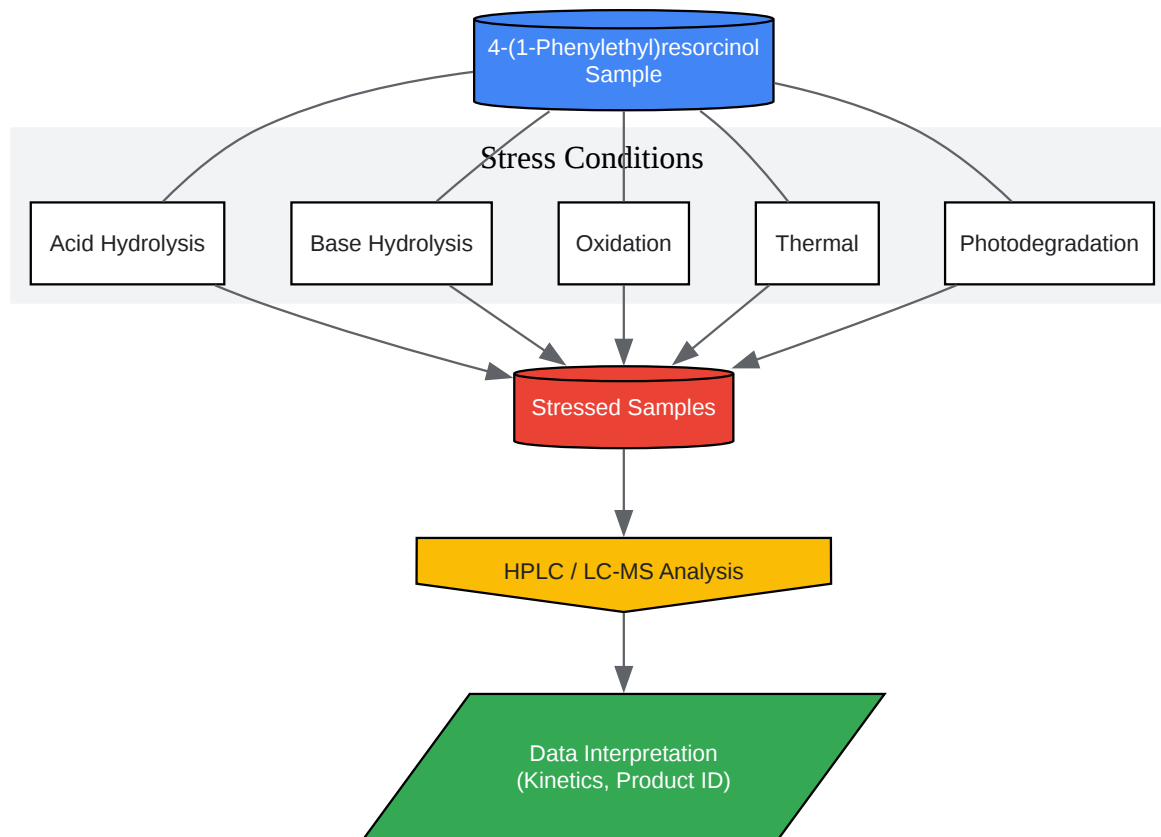 4-(1-Phenylethyl)resorcinol
Sample
Stress Conditions
Acid Hydrolysis
Base Hydrolysis
Oxidation
Thermal
Photodegradation
Stressed Samples
HPLC / LC-MS Analysis
Data Interpretation
(Kinetics, Product ID)